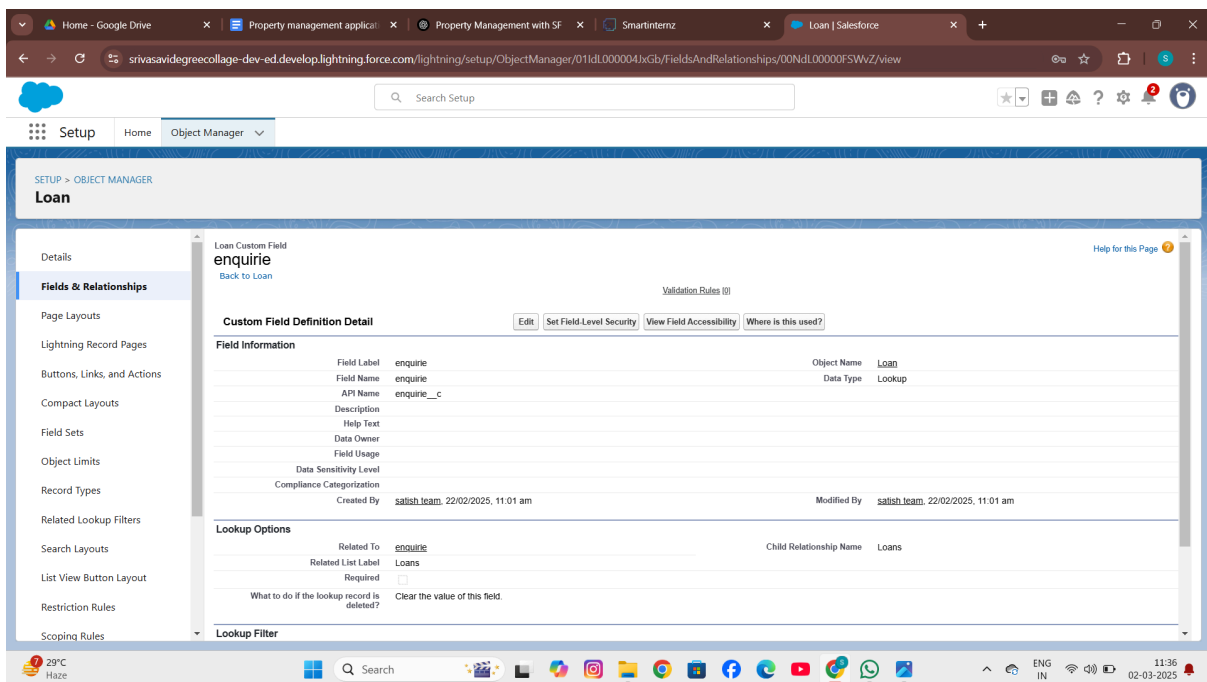 Home - Google Drive
Property management applicat
Property Management with SF
Smartinternz
Loan | Salesforce
srivasavidegreecollage-dev-ed.develop.lightning.force.com/lightning/setup/ObjectManager/01IdL000004JxGb/FieldsAndRelationships/00NdL00000FSWvZ/view
S
Search Setup
2
Setup
Home
Object Manager
SETUP > OBJECT MANAGER
Loan
Details
Fields & Relationships
Page Layouts
Lightning Record Pages
Buttons, Links, and Actions
Compact Layouts
Field Sets
Object Limits
Record Types
Related Lookup Filters
Search Layouts
List View Button Layout
Restriction Rules
Scoping Rules
Loan Custom Field
enquirie
Back to Loan
Help for this Page
Validation Rules [0]
Custom Field Definition Detail
Edit
Set Field-Level Security
View Field Accessibility
Where is this used?
Field Information
Field Label enquirie Object Name Loan
Field Name enquirie Data Type Lookup
API Name enquirie__c
Description
Help Text
Data Owner
Field Usage
Data Sensitivity Level
Compliance Categorization
Created By satish team, 22/02/2025, 11:01 am Modified By satish team, 22/02/2025, 11:01 am
Lookup Options
Related To enquirie Child Relationship Name Loans
Related List Label Loans
Required
What to do if the lookup record is deleted? Clear the value of this field.
Lookup Filter
7
29°C
Haze
Search
ENG
IN
11:36
02-03-2025